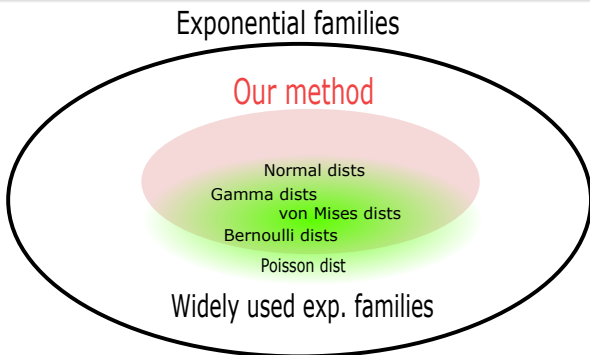 Exponential families
Our method
Normal dists
Gamma dists
von Mises dists
Bernoulli dists
Poisson dist
Widely used exp. families